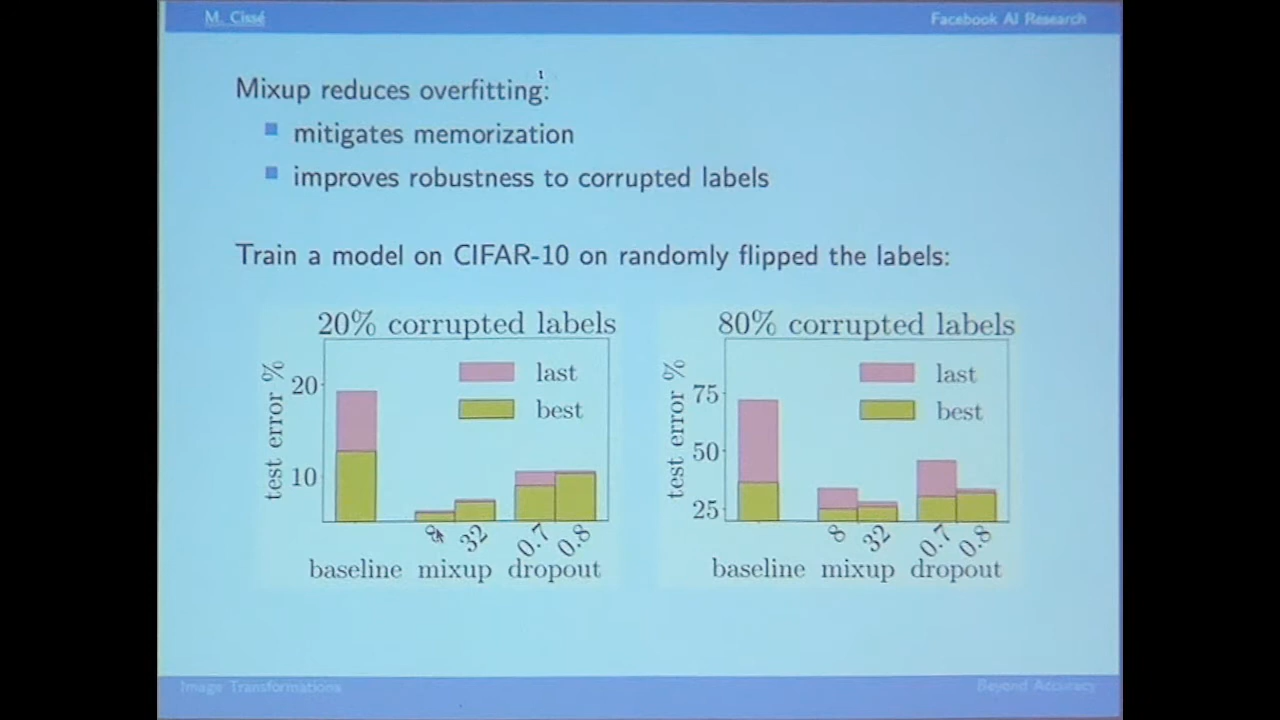 M. Cissé
Facebook AI Research
Mixup reduces overfitting:
mitigates memorization
improves robustness to corrupted labels
Train a model on CIFAR-10 on randomly flipped the labels:
20% corrupted labels
test error %
20
10
last
best
8
32
0.7
0.8
baseline mixup dropout
80% corrupted labels
test error %
75
50
25
last
best
8
32
0.7
0.8
baseline mixup dropout
Image Transformations
Beyond Accuracy